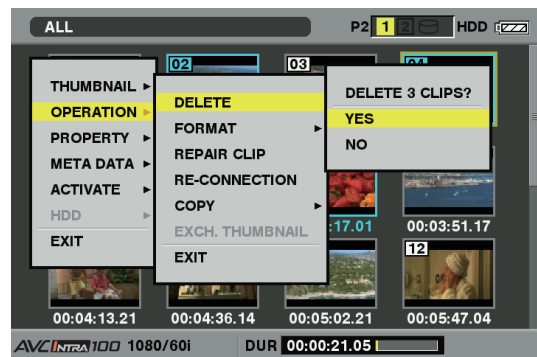 ALL P2 1 2 HDD
02 03 04
THUMBNAIL
OPERATION
PROPERTY
META DATA
ACTIVATE
HDD
EXIT
DELETE
FORMAT
REPAIR CLIP
RE-CONNECTION
COPY
EXCH. THUMBNAIL
EXIT
DELETE 3 CLIPS?
YES
NO
:17.01 00:03:51.17
12
00:04:13.21 00:04:36.14 00:05:02.21 00:05:47.04
AVC INTRA 100 1080/60i DUR 00:00:21.05